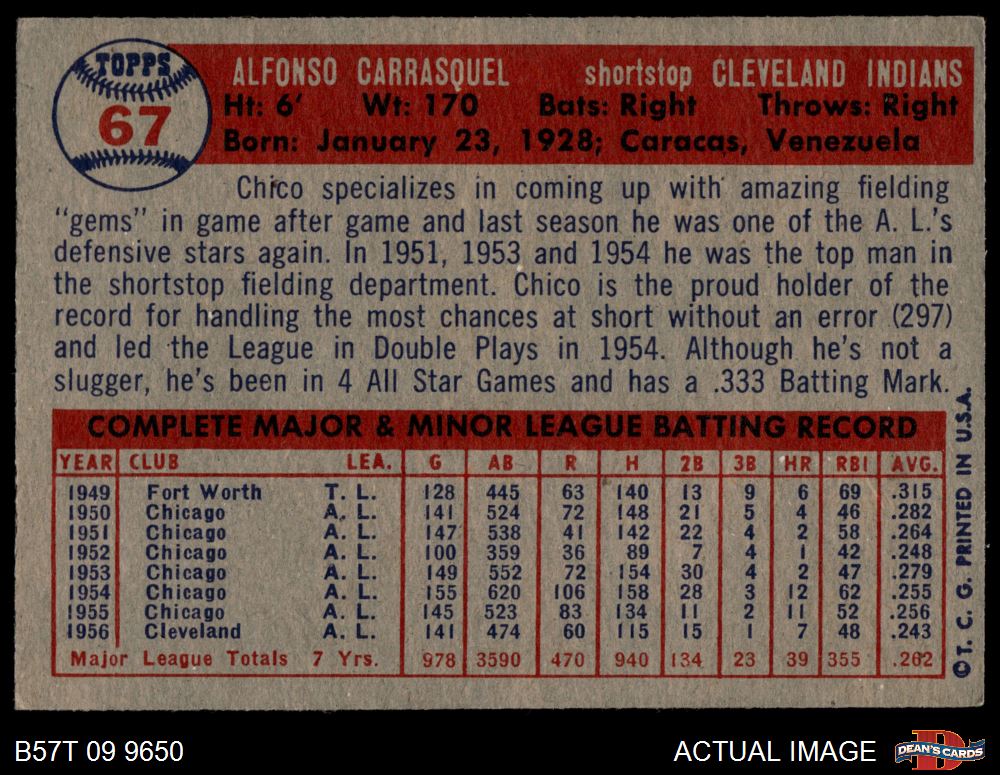 TOPPS
67
ALFONSO CARRASQUEL shortstop CLEVELAND INDIANS
Ht: 6' Wt: 170 Bats: Right Throws: Right
Born: January 23, 1928; Caracas, Venezuela
Chico specializes in coming up with amazing fielding
"gems" in game after game and last season he was one of the A. L.'s
defensive stars again. In 1951, 1953 and 1954 he was the top man in
the shortstop fielding department. Chico is the proud holder of the
record for handling the most chances at short without an error (297)
and led the League in Double Plays in 1954. Although he's not a
slugger, he's been in 4 All Star Games and has a .333 Batting Mark.
COMPLETE MAJOR & MINOR LEAGUE BATTING RECORD
YEAR CLUB LEA. G AB R H 2B 3B HR RBI AVG.
1949 Fort Worth T. L. 128 445 63 140 13 9 6 69 .315
1950 Chicago A. L. 141 524 72 148 21 5 4 46 .282
1951 Chicago A. L. 147 538 41 142 22 4 2 58 .264
1952 Chicago A. L. 100 359 36 89 7 4 1 42 .248
1953 Chicago A. L. 149 552 72 154 30 4 2 47 .279
1954 Chicago A. L. 155 620 106 158 28 3 12 62 .255
1955 Chicago A. L. 145 523 83 134 11 2 11 52 .256
1956 Cleveland A. L. 141 474 60 115 15 1 7 48 .243
Major League Totals 7 Yrs. 978 3590 470 940 134 23 39 355 .262
©T. C. G. PRINTED IN U.S.A.
B57T 09 9650
ACTUAL IMAGE
DEAN'S CARDS